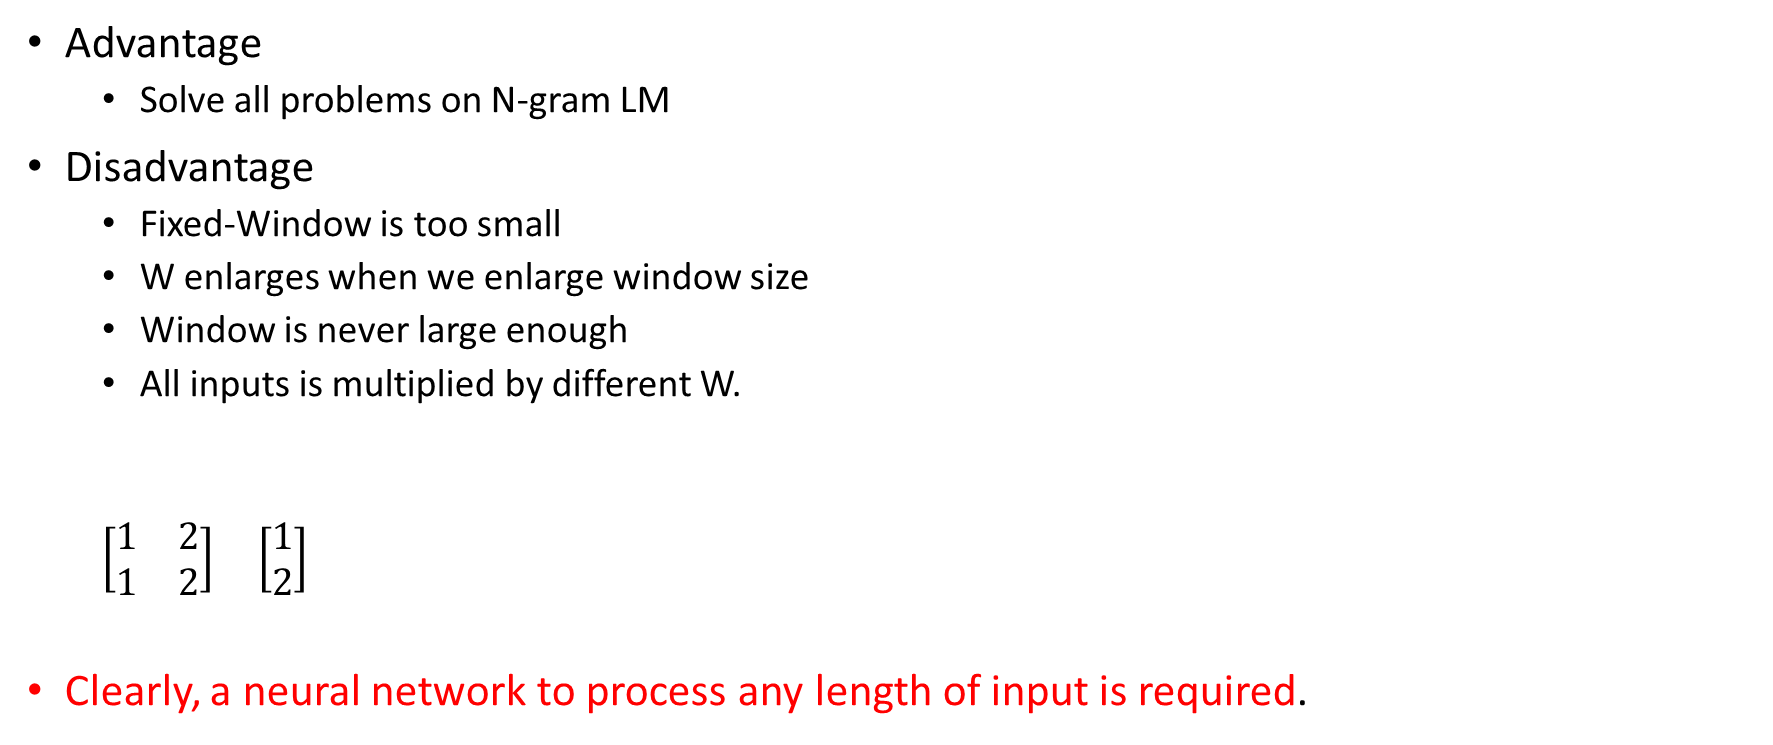 • Advantage
• Solve all problems on N-gram LM
• Disadvantage
• Fixed-Window is too small
• W enlarges when we enlarge window size
• Window is never large enough
• All inputs is multiplied by different W.
[1 2] [1]
[1 2] [2]
• Clearly, a neural network to process any length of input is required.